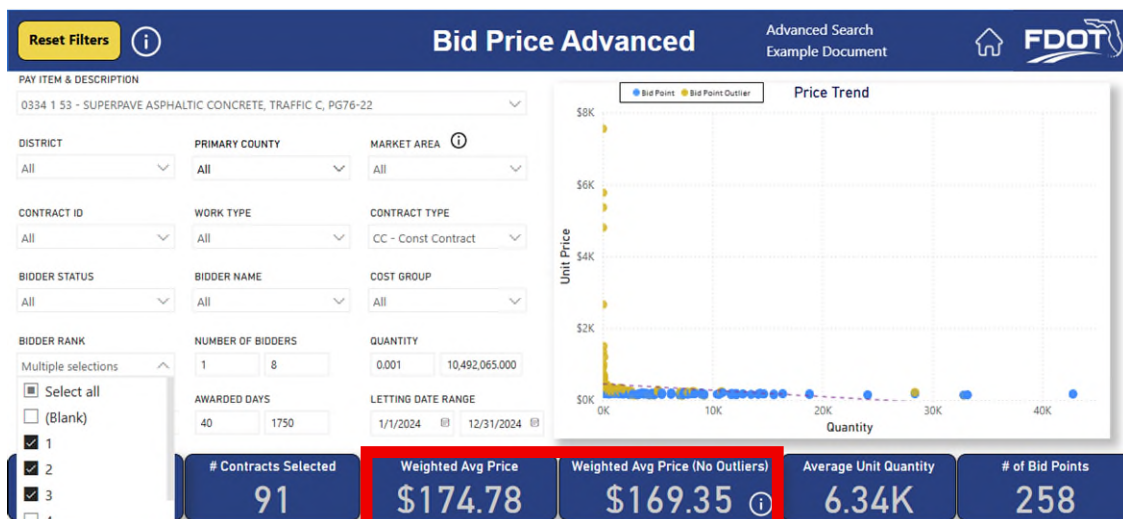 Reset Filters
Bid Price Advanced
Advanced Search
Example Document
FDOT
PAY ITEM & DESCRIPTION
0334 1 53 - SUPERPAVE ASPHALTIC CONCRETE, TRAFFIC C, PG76-22
DISTRICT
PRIMARY COUNTY
MARKET AREA
All
All
All
CONTRACT ID
WORK TYPE
CONTRACT TYPE
All
All
CC - Const Contract
BIDDER STATUS
BIDDER NAME
COST GROUP
All
All
All
BIDDER RANK
NUMBER OF BIDDERS
QUANTITY
Multiple selections
1
8
0.001
10,492,065.000
Select all
(Blank)
1
2
3
AWARDED DAYS
LETTING DATE RANGE
40
1750
1/1/2024
12/31/2024
Bid Point
Bid Point Outlier
Price Trend
$8K
$6K
$4K
$2K
$0K
Unit Price
0K
10K
20K
30K
40K
Quantity
# Contracts Selected
91
Weighted Avg Price
$174.78
Weighted Avg Price (No Outliers)
$169.35
Average Unit Quantity
6.34K
# of Bid Points
258